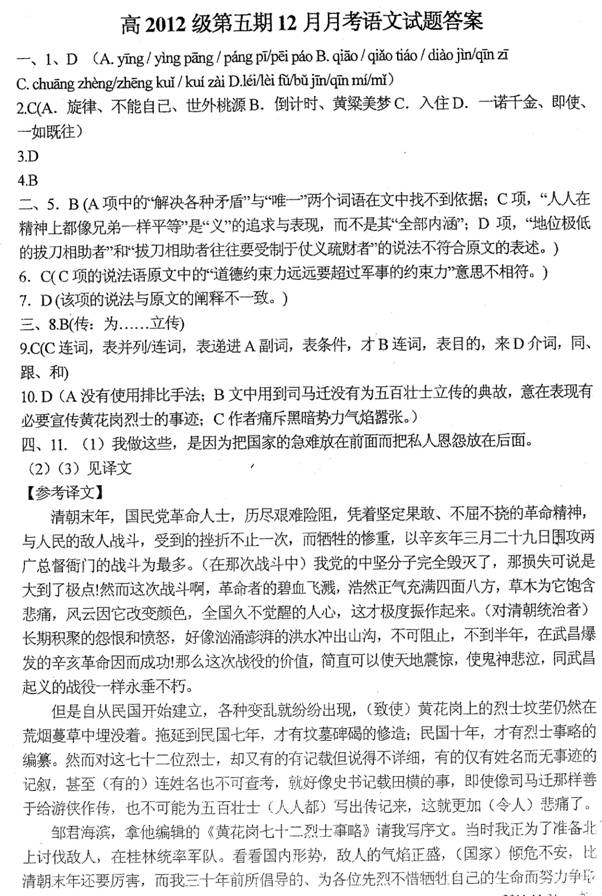 高 2012 级第五期 12 月月考语文试题答案
一、1、D （A. yīng / yìng pāng / páng pī/pēi páo B. qiāo / qiǎo tiáo / diào jìn/qīn zī
C. chuāng zhèng/zhēng kuǐ / kuí zài D.léi/lèi fǔ/bǔ jīn/qīn mí/mǐ）
2.C(A．旋律、不能自己、世外桃源 B．倒计时、黄粱美梦 C．入住 D．一诺千金、即使、
一如既往）
3.D
4.B
二、5．B (A 项中的“解决各种矛盾”与“唯一”两个词语在文中找不到依据；C 项，“人人在
精神上都像兄弟一样平等”是“义”的追求与表现，而不是其“全部内涵”；D 项，“地位极低
的拔刀相助者”和“拔刀相助者往往要受制于仗义疏财者”的说法不符合原文的表述。)
6．C( C 项的说法语原文中的“道德约束力远远要超过军事的约束力”意思不相符。)
7．D (该项的说法与原文的阐释不一致。)
三、8.B(传：为……立传)
9.C(C 连词，表并列/连词，表递进 A 副词，表条件，才 B 连词，表目的，来 D 介词，同、
跟、和)
10. D（A 没有使用排比手法；B 文中用到司马迁没有为五百壮士立传的典故，意在表现有
必要宣传黄花岗烈士的事迹；C 作者痛斥黑暗势力气焰嚣张。）
四、11.（1）我做这些，是因为把国家的急难放在前面而把私人恩怨放在后面。
（2）（3）见译文
【参考译文】
清朝末年，国民党革命人士，历尽艰难险阻，凭着坚定果敢、不屈不挠的革命精神，
与人民的敌人战斗，受到的挫折不止一次，而牺牲的惨重，以辛亥年三月二十九日围攻两
广总督衙门的战斗为最多。（在那次战斗中）我党的中坚分子完全毁灭了，那损失可说是
大到了极点!然而这次战斗啊，革命者的碧血飞溅，浩然正气充满四面八方，草木为它饱含
悲痛，风云因它改变颜色，全国久不觉醒的人心，这才极度振作起来。（对清朝统治者）
长期积聚的怨恨和愤怒，好像汹涌澎湃的洪水冲出山沟，不可阻止，不到半年，在武昌爆
发的辛亥革命因而成功!那么这次战役的价值，简直可以使天地震惊，使鬼神悲泣，同武昌
起义的战役一样永垂不朽。
但是自从民国开始建立，各种变乱就纷纷出现，（致使）黄花岗上的烈士坟茔仍然在
荒烟蔓草中埋没着。拖延到民国七年，才有坟墓碑碣的修造；民国十年，才有烈士事略的
编纂。然而对这七十二位烈士，却又有的有记载但说得不详细，有的仅有姓名而无事迹的
记叙，甚至（有的）连姓名也不可查考，就好像史书记载田横的事，即使像司马迁那样善
于给游侠作传，也不可能为五百壮士（人人都）写出传记来，这就更加（令人）悲痛了。
邹君海滨，拿他编辑的《黄花岗七十二烈士事略》请我写序文。当时我正为了准备北
上讨伐敌人，在桂林统率军队。看看国内形势，敌人的气焰正盛，（国家）倾危不安，比
清朝末年还要厉害，而我三十年前所倡导的、为各位先烈不惜牺牲自己的生命而努力争取